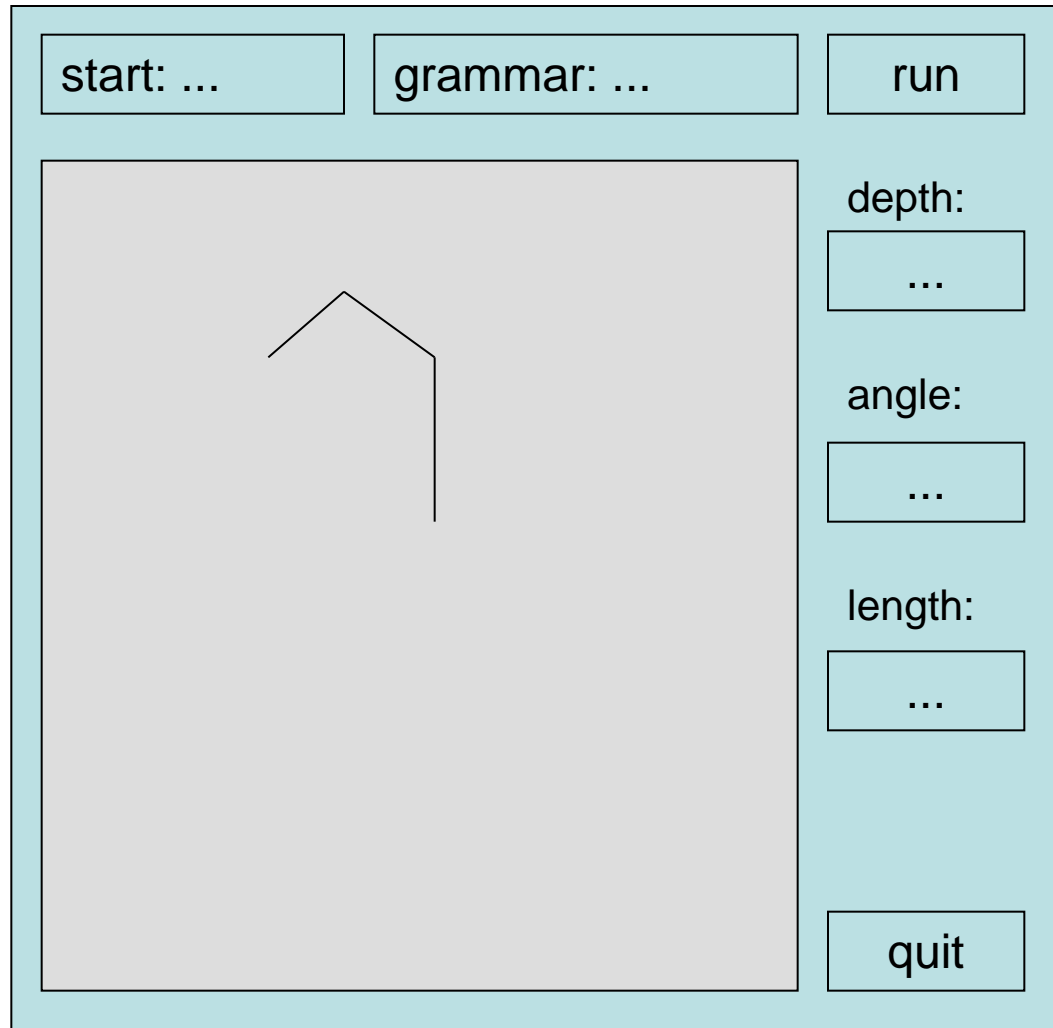 start: ...
grammar: ...
run
depth:
...
angle:
...
length:
...
quit